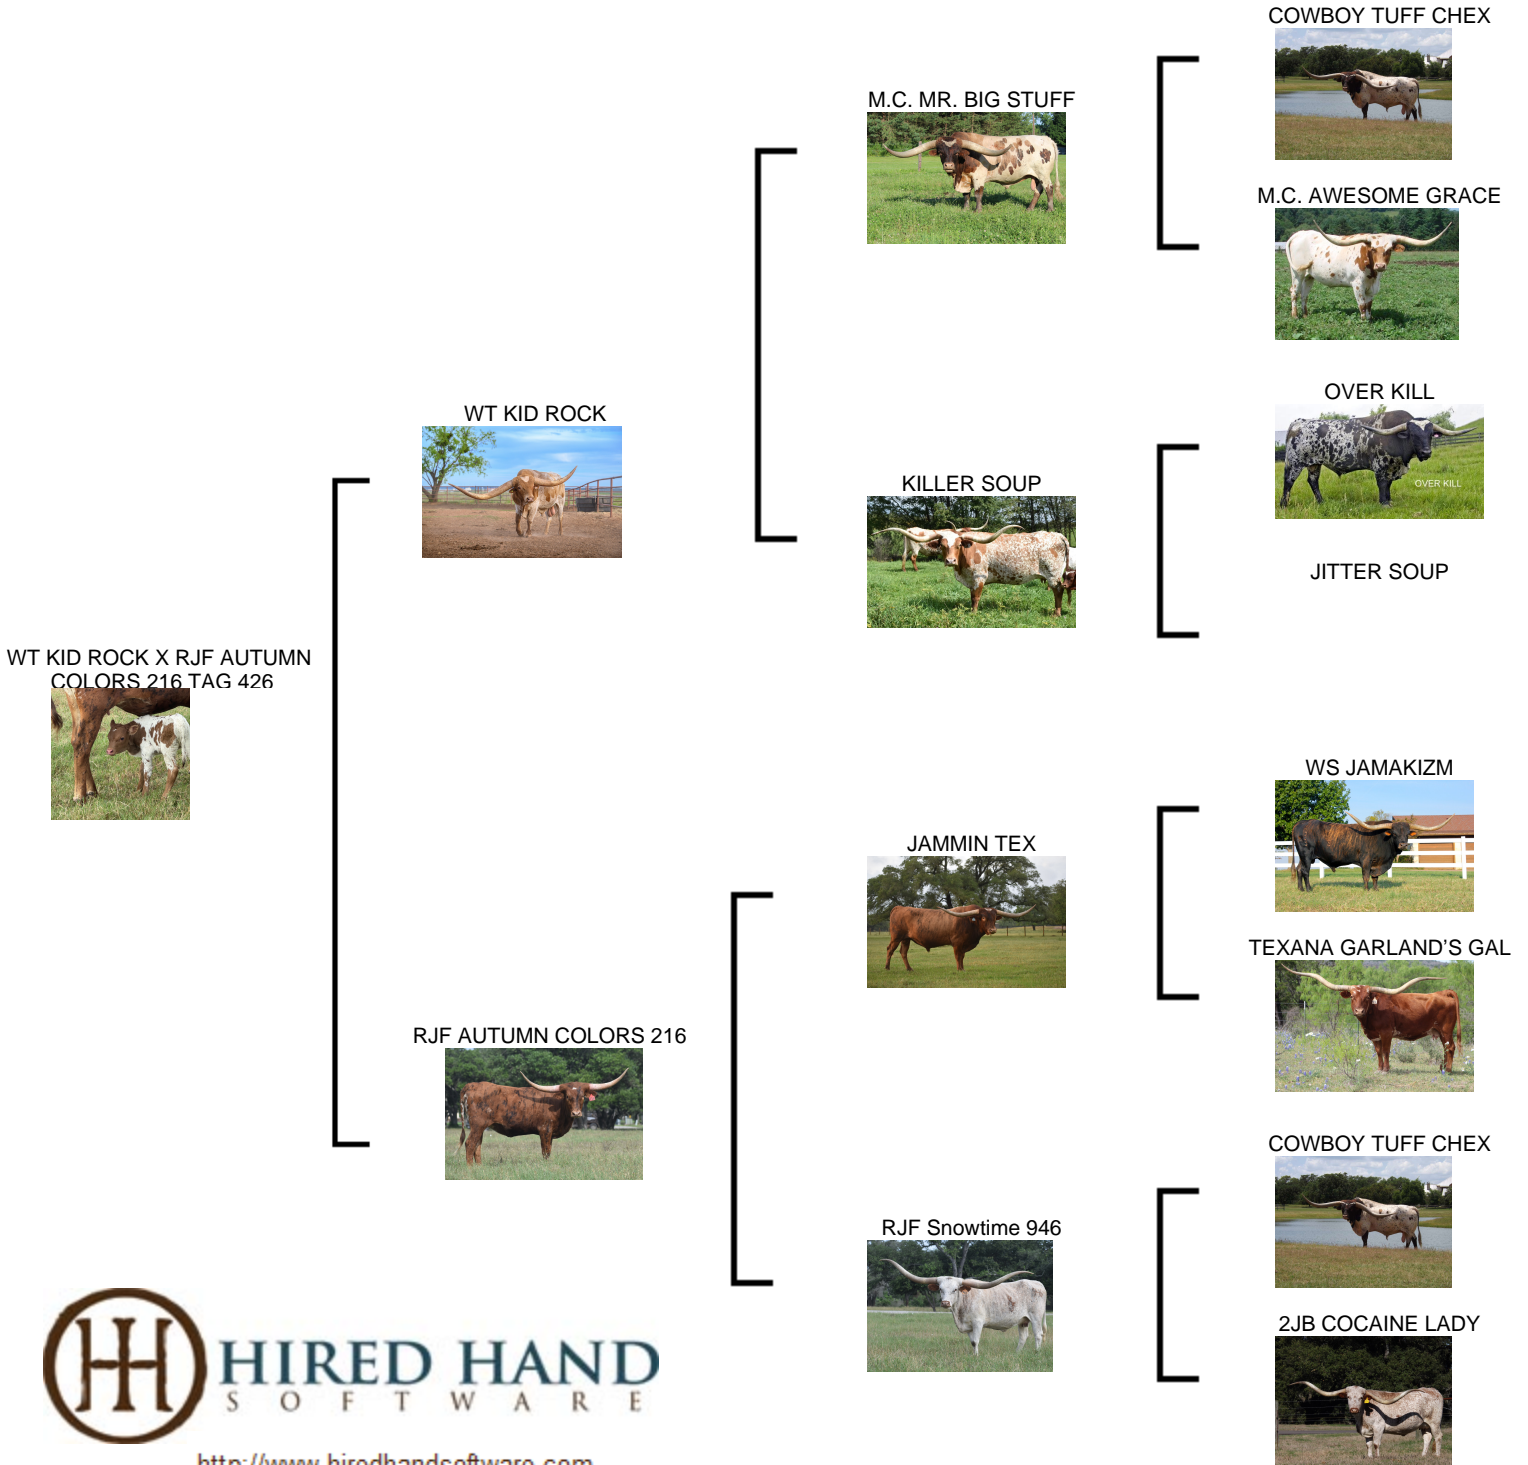 COWBOY TUFF CHEX
M.C. MR. BIG STUFF
M.C. AWESOME GRACE
WT KID ROCK
OVER KILL
OVER KILL
KILLER SOUP
JITTER SOUP
WT KID ROCK X RJF AUTUMN
COLORS 216 TAG 426
WS JAMAKIZM
JAMMIN TEX
TEXANA GARLAND'S GAL
RJF AUTUMN COLORS 216
COWBOY TUFF CHEX
RJF Snowtime 946
2JB COCAINE LADY
HIRED HAND
SOFTWARE
http://www.hiredhandsoftware.com